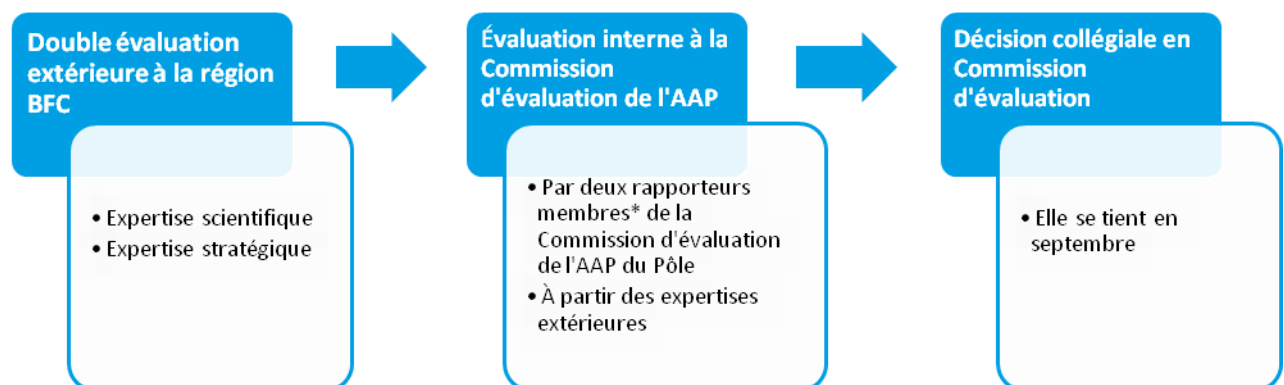 Double évaluation
extérieure à la région
BFC
• Expertise scientifique
• Expertise stratégique
Évaluation interne à la
Commission
d'évaluation de l'AAP
• Par deux rapporteurs
membres* de la
Commission d'évaluation
de l'AAP du Pôle
• À partir des expertises
extérieures
Décision collégiale en
Commission
d'évaluation
• Elle se tient en
septembre